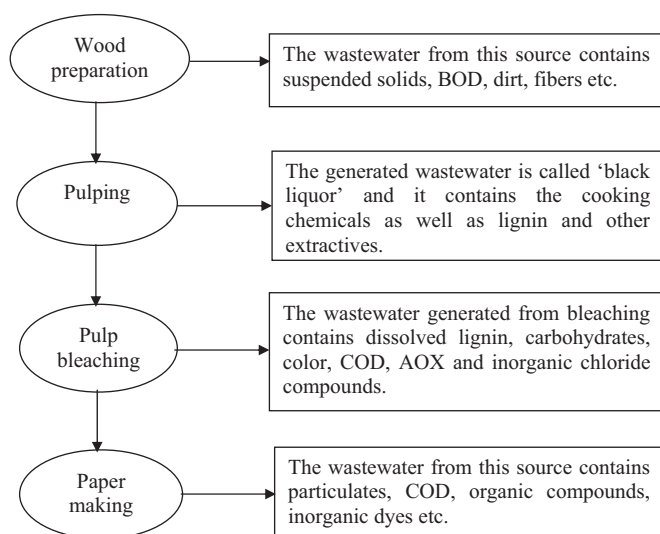 Wood
preparation
The wastewater from this source contains
suspended solids, BOD, dirt, fibers etc.
Pulping
The generated wastewater is called ‘black
liquor’ and it contains the cooking
chemicals as well as lignin and other
extractives.
Pulp
bleaching
The wastewater generated from bleaching
contains dissolved lignin, carbohydrates,
color, COD, AOX and inorganic chloride
compounds.
Paper
making
The wastewater from this source contains
particulates, COD, organic compounds,
inorganic dyes etc.